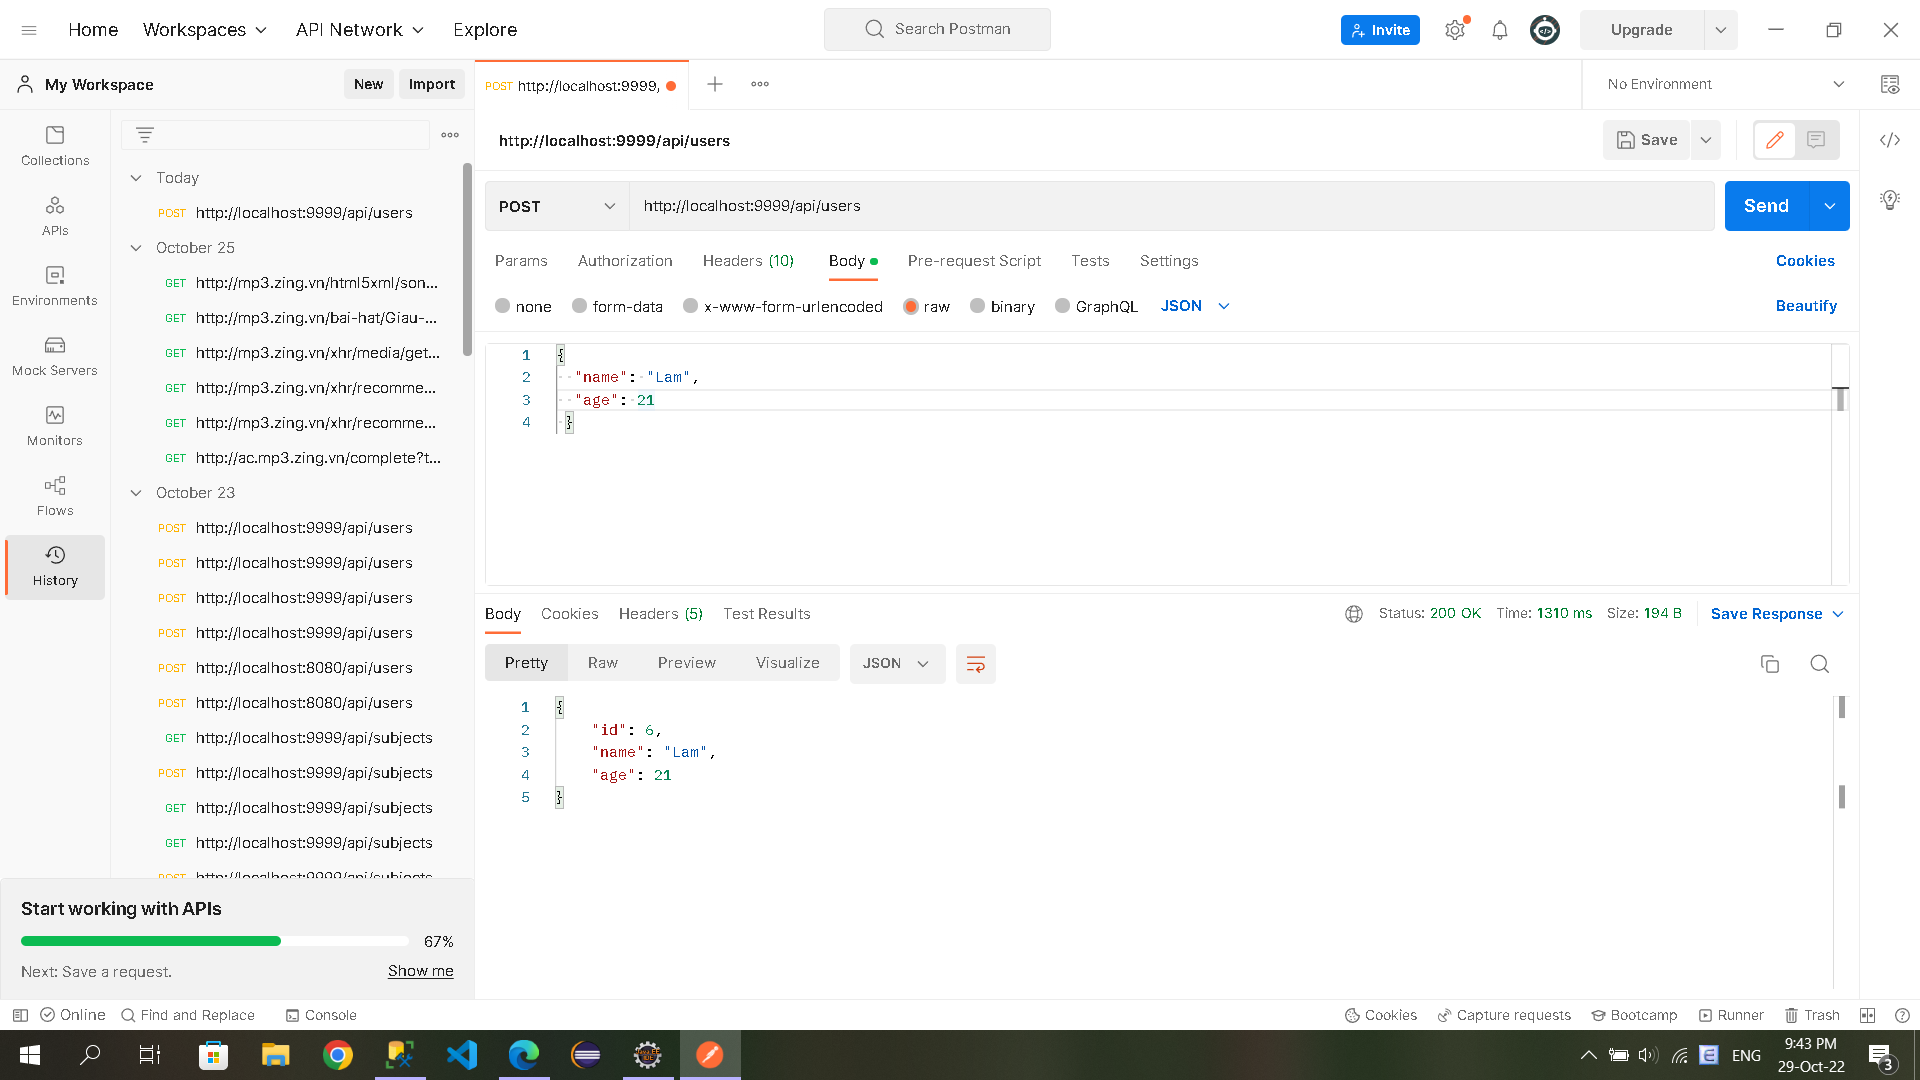 Home Workspaces API Network Explore Search Postman Invite Upgrade
My Workspace New Import
POST http://localhost:9999, No Environment
Collections
APIs
Environments
Mock Servers
Monitors
Flows
History
Today
POST http://localhost:9999/api/users
October 25
GET http://mp3.zing.vn/html5xml/son...
GET http://mp3.zing.vn/bai-hat/Giau-...
GET http://mp3.zing.vn/xhr/media/get...
GET http://mp3.zing.vn/xhr/recomme...
GET http://mp3.zing.vn/xhr/recomme...
GET http://ac.mp3.zing.vn/complete?t...
October 23
POST http://localhost:9999/api/users
POST http://localhost:9999/api/users
POST http://localhost:9999/api/users
POST http://localhost:9999/api/users
POST http://localhost:8080/api/users
POST http://localhost:8080/api/users
GET http://localhost:9999/api/subjects
POST http://localhost:9999/api/subjects
GET http://localhost:9999/api/subjects
GET http://localhost:9999/api/subjects
POST http://localhost:9999/api/subjects
Start working with APIs
67%
Next: Save a request. Show me
http://localhost:9999/api/users Save
POST http://localhost:9999/api/users Send
Params Authorization Headers (10) Body Pre-request Script Tests Settings Cookies
none form-data x-www-form-urlencoded raw binary GraphQL JSON Beautify
1 {
2 "name": "Lam",
3 "age": 21
4 }
Body Cookies Headers (5) Test Results Status: 200 OK Time: 1310 ms Size: 194 B Save Response
Pretty Raw Preview Visualize JSON
1 {
2 "id": 6,
3 "name": "Lam",
4 "age": 21
5 }
Online Find and Replace Console Cookies Capture requests Bootcamp Runner Trash
ENG
9:43 PM
29-Oct-22
3